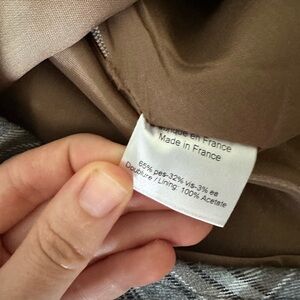 en France
Made in France
65% pes-32% vis-3% ea
Doublure / Lining: 100% Acetate